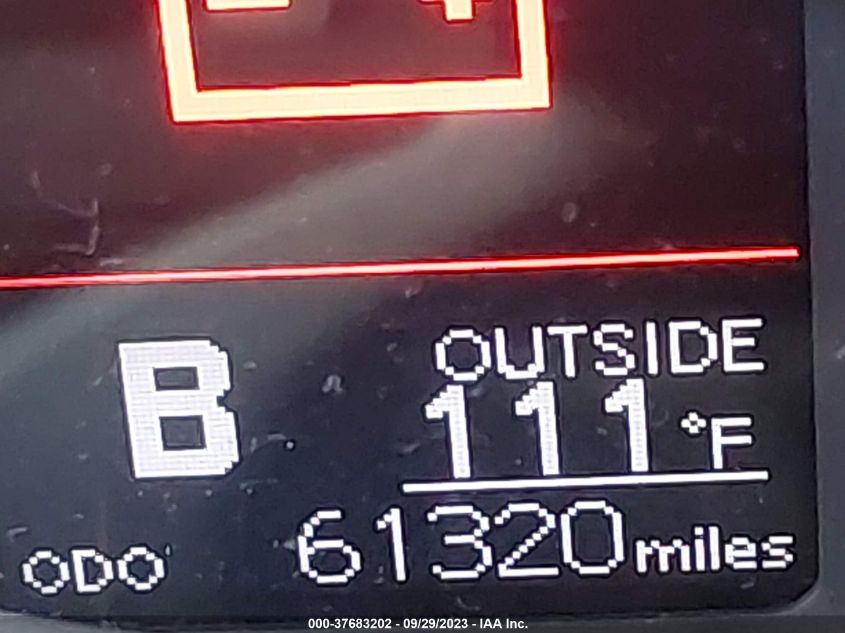 B
OUTSIDE
111°F
ODO 61320 miles
000-37683202 - 09/29/2023 - IAA Inc.